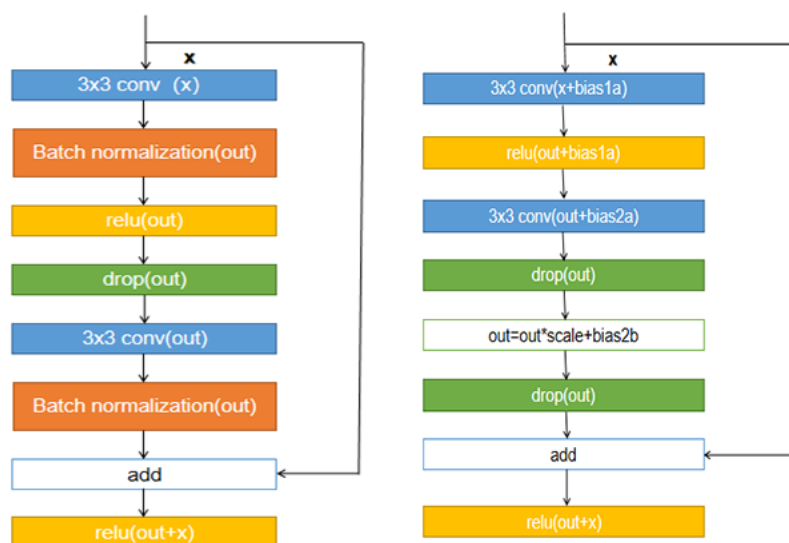 x
3x3 conv (x)
Batch normalization(out)
relu(out)
drop(out)
3x3 conv(out)
Batch normalization(out)
add
relu(out+x)
x
3x3 conv(x+bias1a)
relu(out+bias1a)
3x3 conv(out+bias2a)
drop(out)
out=out*scale+bias2b
drop(out)
add
relu(out+x)